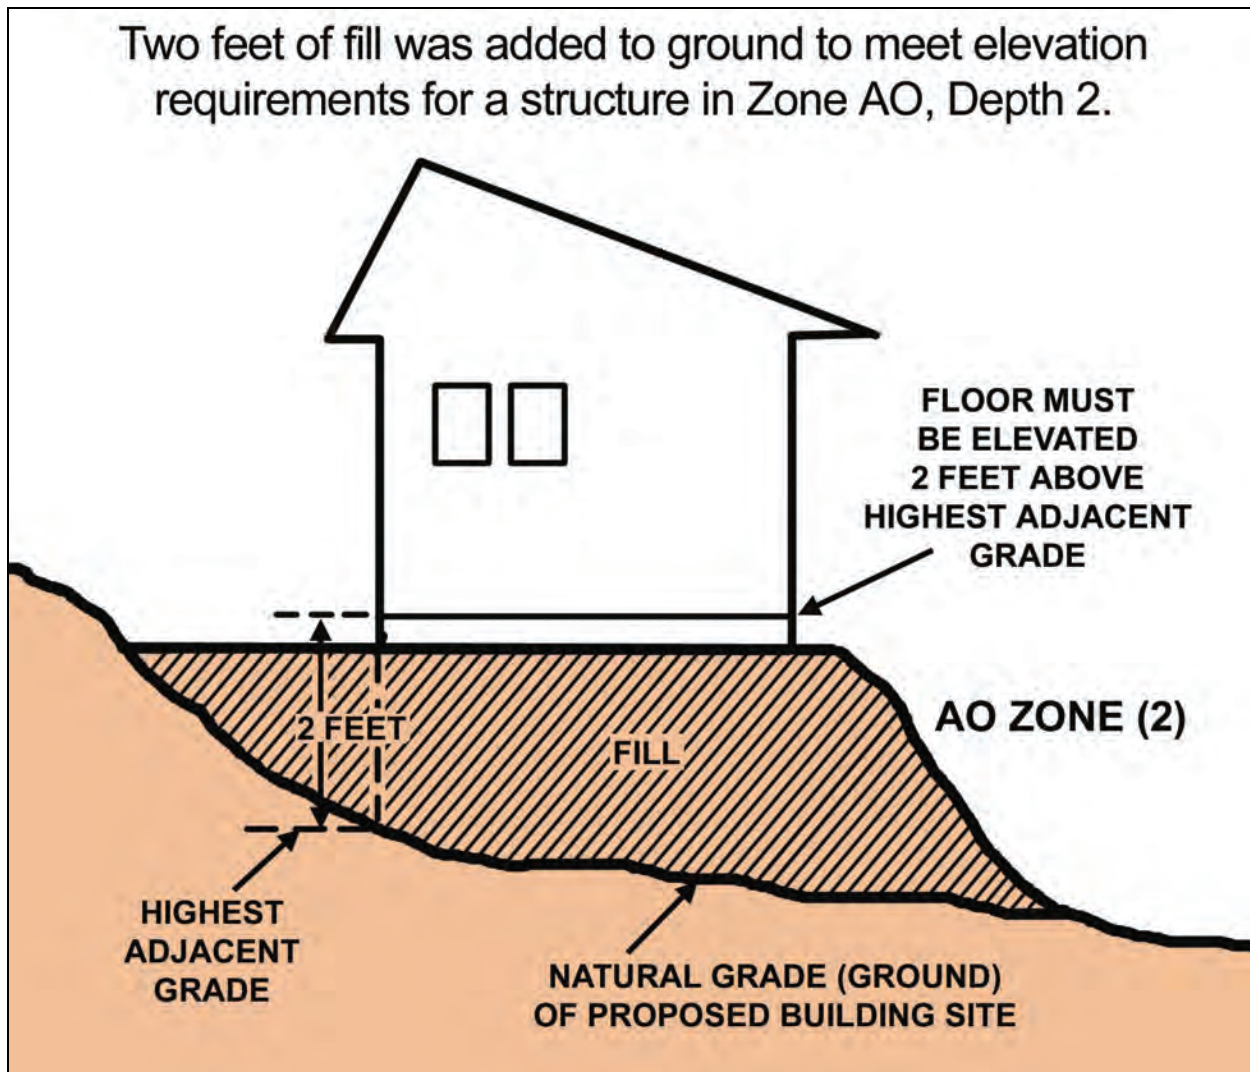 Two feet of fill was added to ground to meet elevation
requirements for a structure in Zone AO, Depth 2.
FLOOR MUST
BE ELEVATED
2 FEET ABOVE
HIGHEST ADJACENT
GRADE
2 FEET
FILL
AO ZONE (2)
HIGHEST
ADJACENT
GRADE
NATURAL GRADE (GROUND)
OF PROPOSED BUILDING SITE